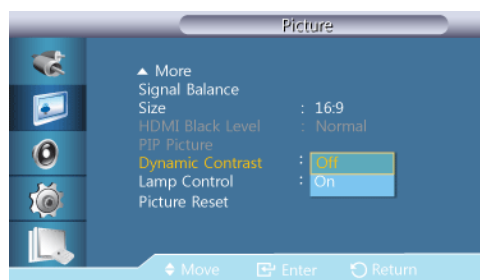 Picture
▲ More
Signal Balance
Size : 16:9
HDMI Black Level : Normal
PIP Picture
Dynamic Contrast : Off
Lamp Control : On
Picture Reset
Move Enter Return